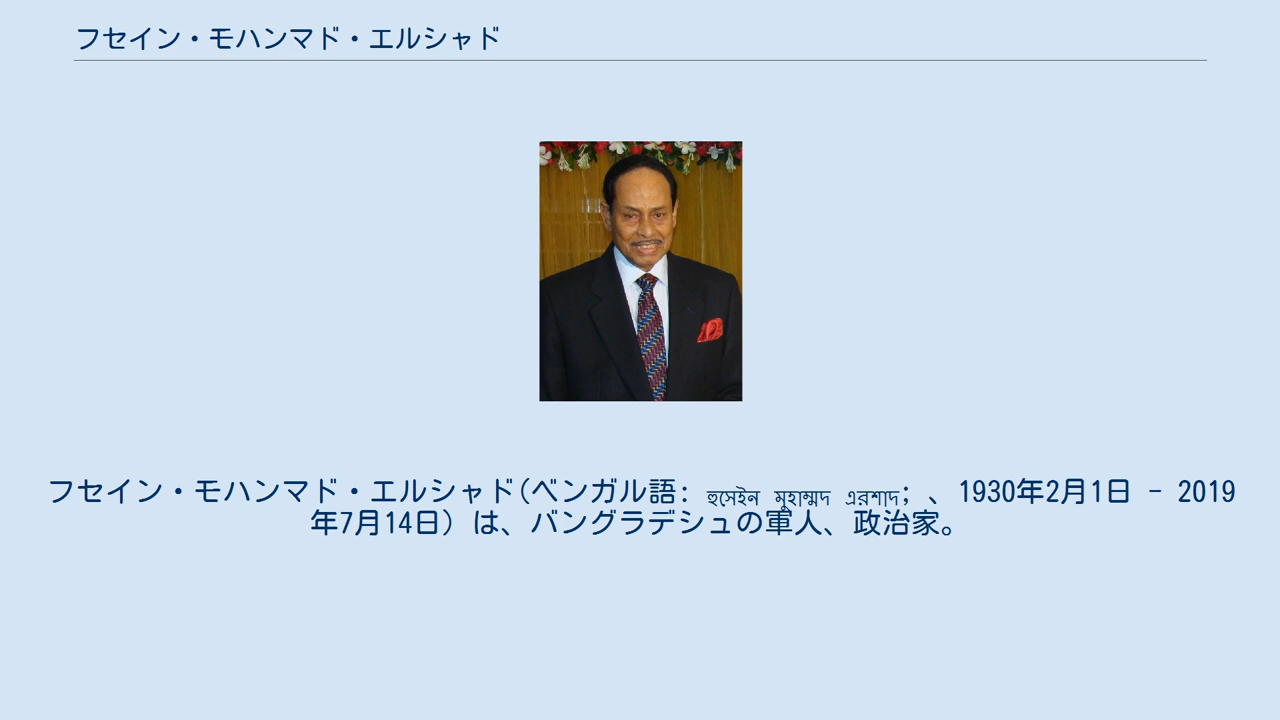 フセイン・モハンマド・エルシャド
フセイン・モハンマド・エルシャド(ベンガル語: হুসেইন মুহাম্মদ এরশাদ; 、1930年2月1日 - 2019
年7月14日) は、バングラデシュの軍人、政治家。